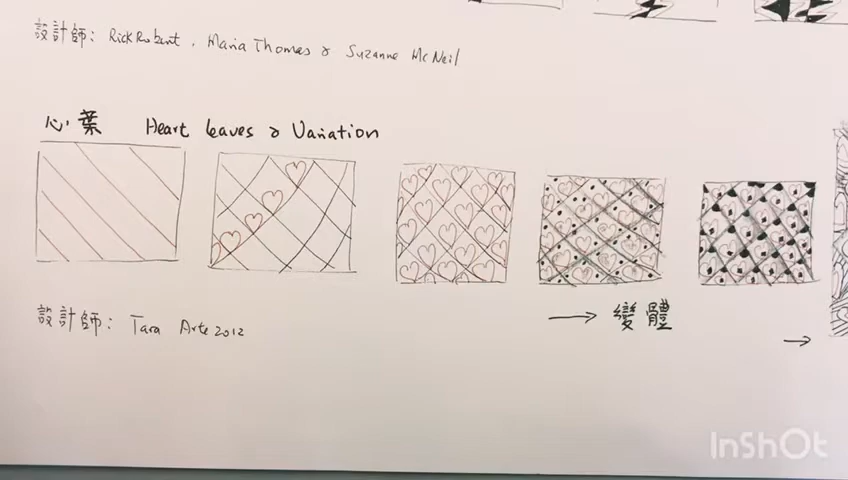 設計師: Rick Robert, Maria Thomas & Suzanne McNeil
心葉 Heart Leaves & Variation
→ 變體
→
設計師: Tara Arte 2012
InShOt